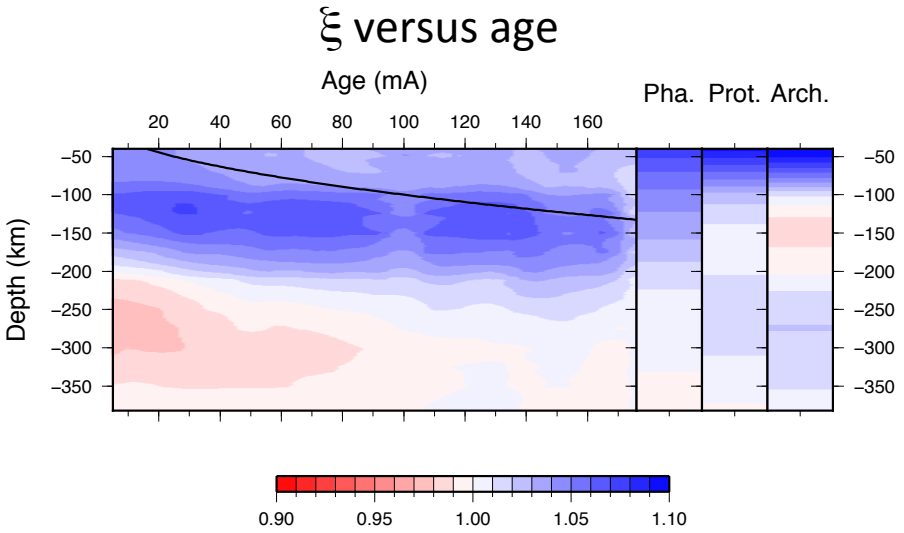 ξ versus age
Age (mA)
Pha. Prot. Arch.
20 40 60 80 100 120 140 160
Depth (km)
−50 −50
−100 −100
−150 −150
−200 −200
−250 −250
−300 −300
−350 −350
0.90 0.95 1.00 1.05 1.10